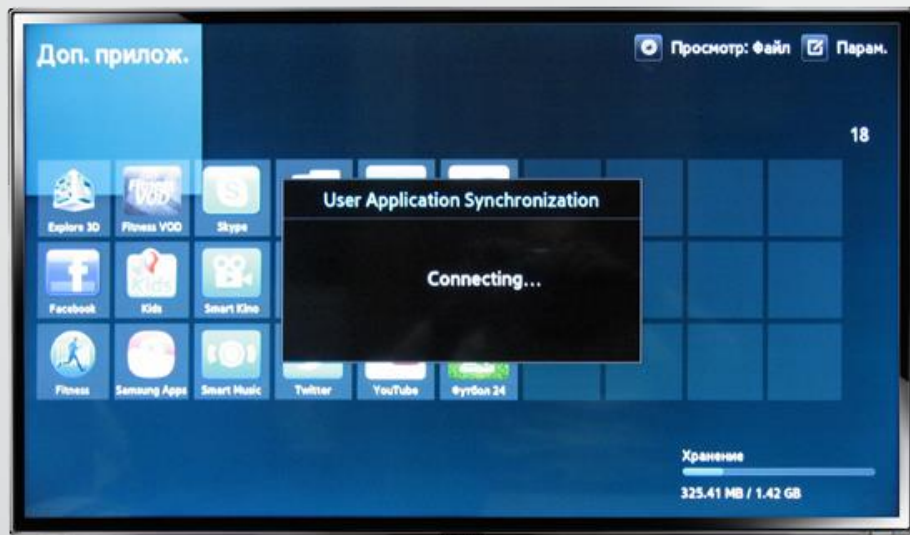 Доп. прилож.
Просмотр: Файл
Парам.
18
User Application Synchronization
Connecting...
Explore 3D
Fitness VOD
Skype
Facebook
Kids
Smart Kino
Fitness
Samsung Apps
Smart Music
Twitter
YouTube
Футбол 24
Хранение
325.41 MB / 1.42 GB